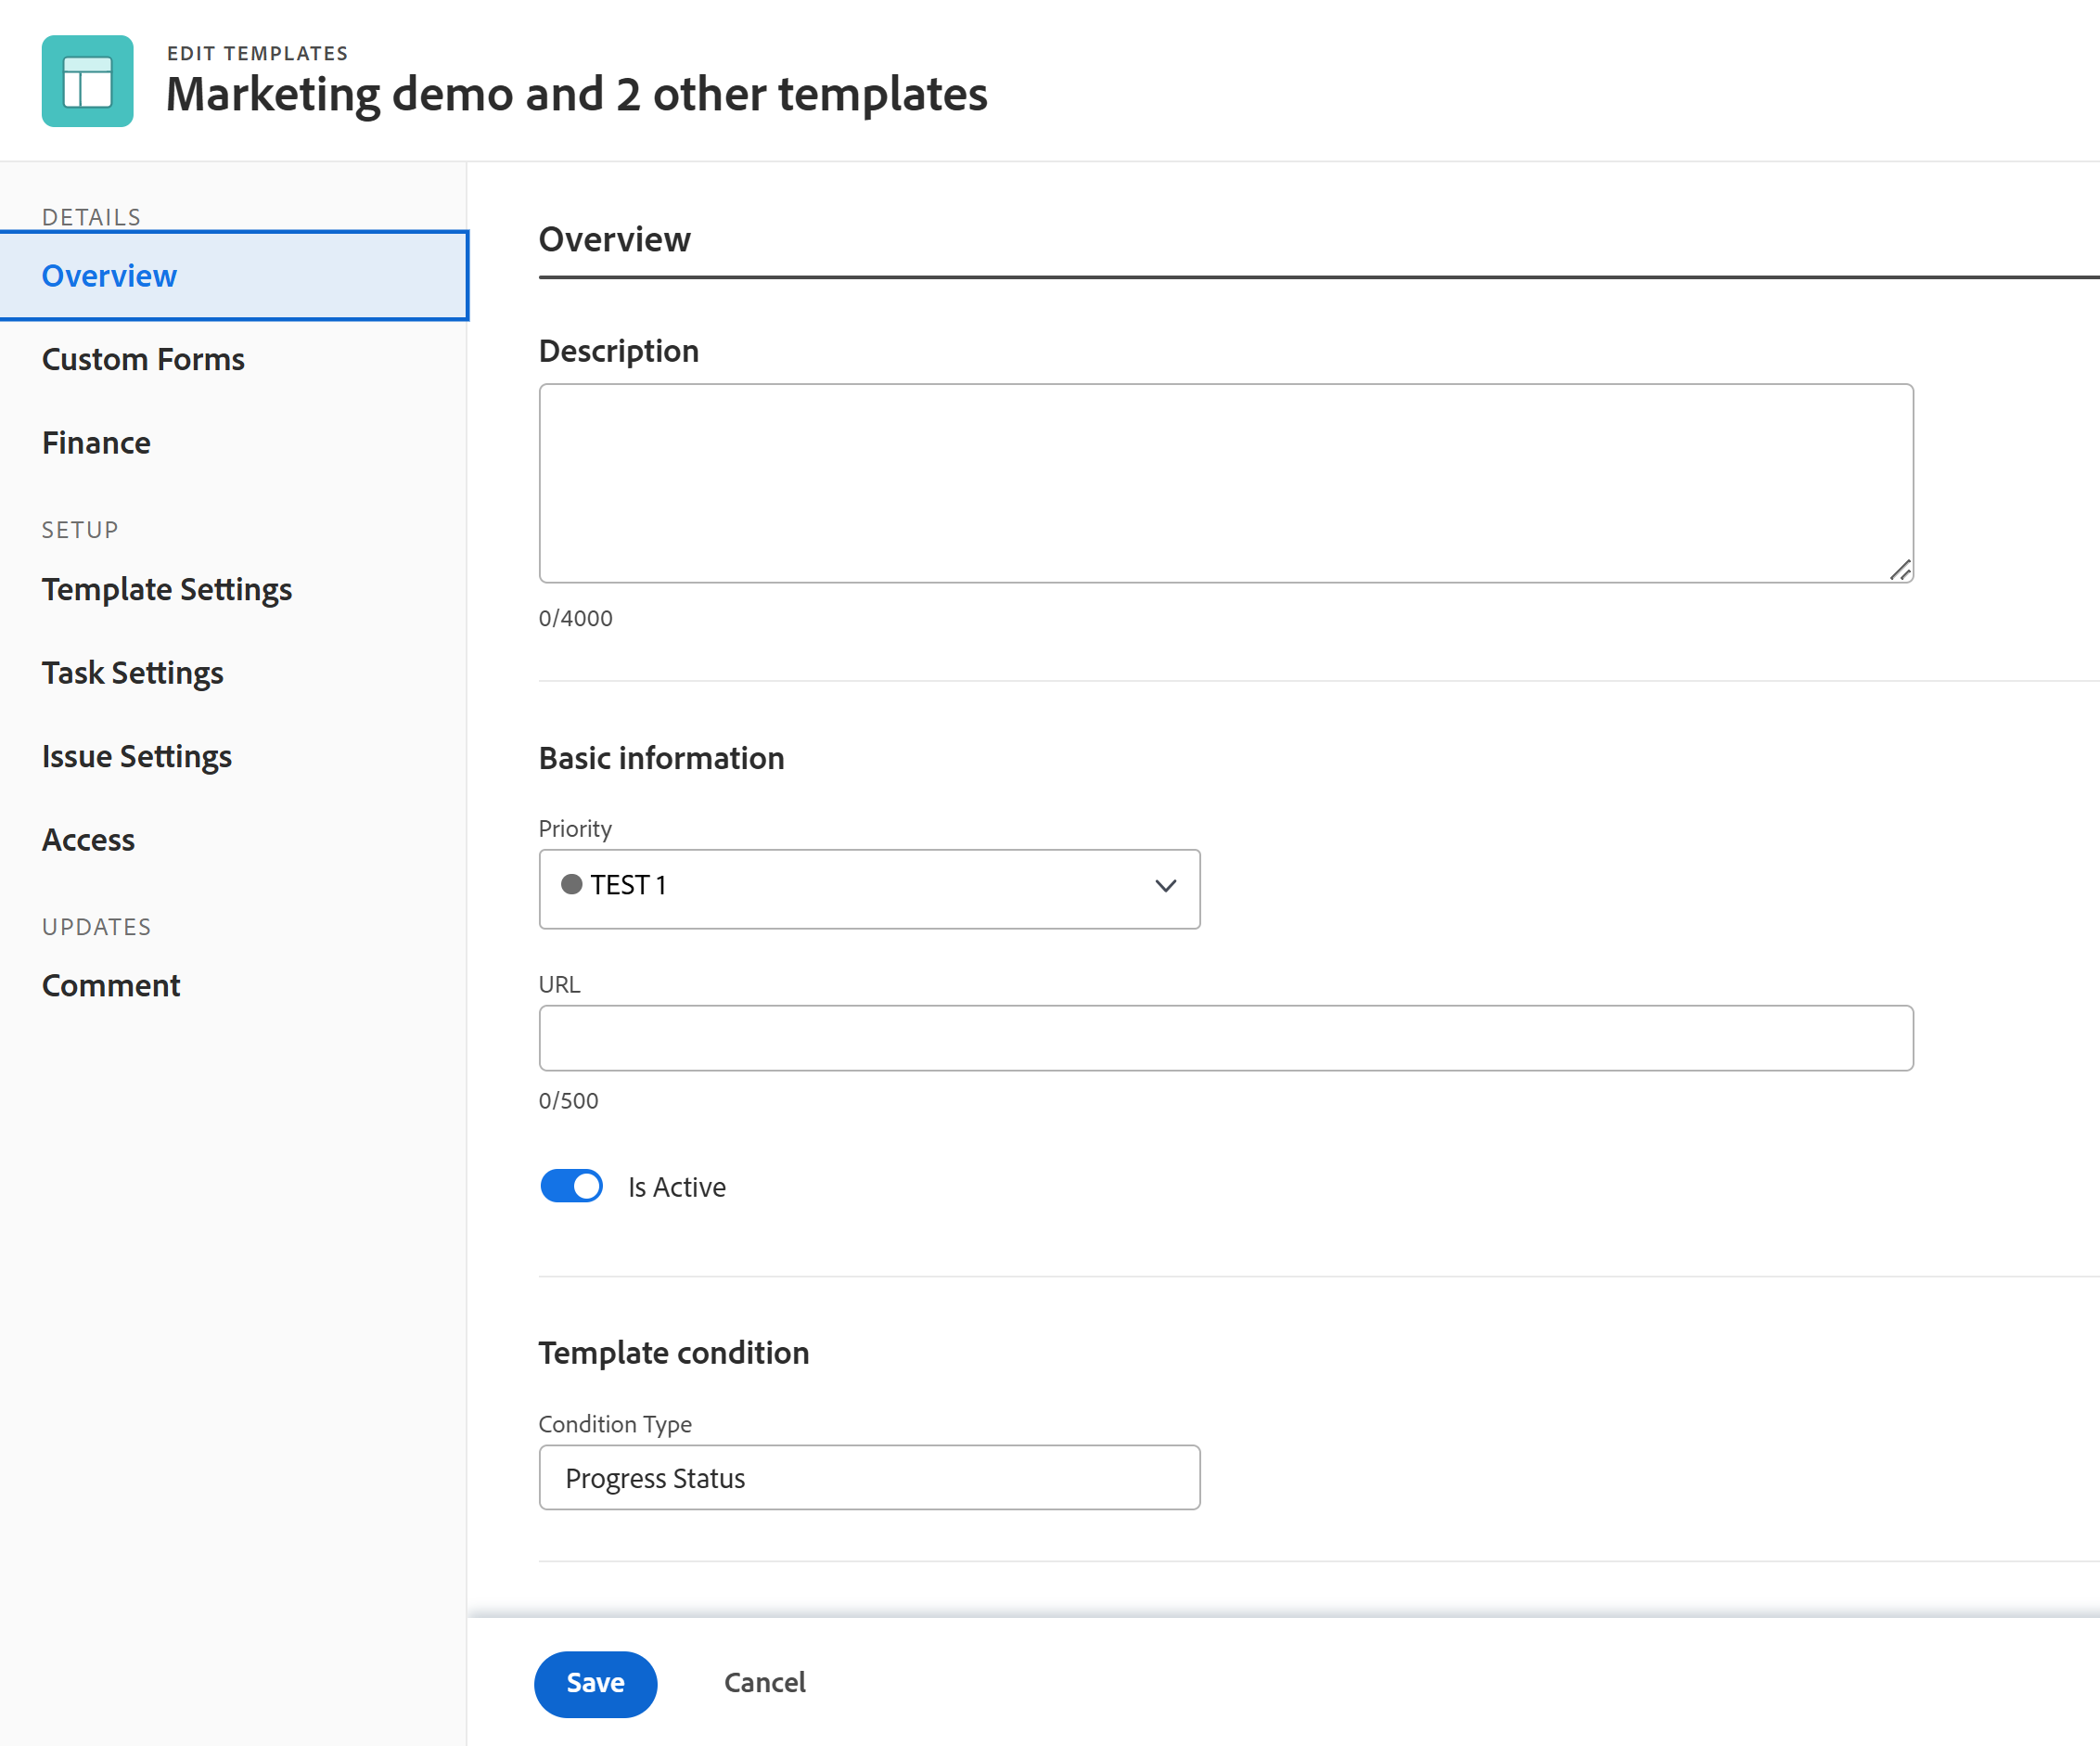 EDIT TEMPLATES
Marketing demo and 2 other templates
DETAILS
Overview
Custom Forms
Finance
SETUP
Template Settings
Task Settings
Issue Settings
Access
UPDATES
Comment
Overview
Description
0/4000
Basic information
Priority
TEST 1
URL
0/500
Is Active
Template condition
Condition Type
Progress Status
Save
Cancel